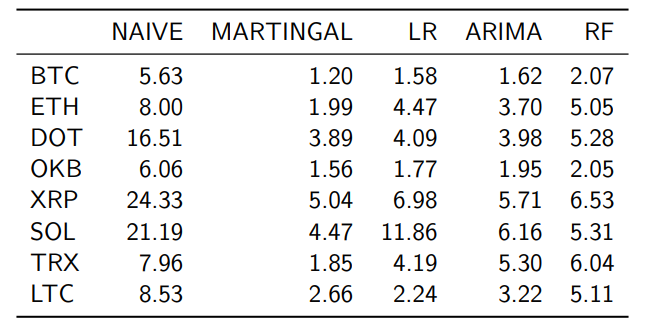 NAIVE MARTINGAL LR ARIMA RF
BTC 5.63 1.20 1.58 1.62 2.07
ETH 8.00 1.99 4.47 3.70 5.05
DOT 16.51 3.89 4.09 3.98 5.28
OKB 6.06 1.56 1.77 1.95 2.05
XRP 24.33 5.04 6.98 5.71 6.53
SOL 21.19 4.47 11.86 6.16 5.31
TRX 7.96 1.85 4.19 5.30 6.04
LTC 8.53 2.66 2.24 3.22 5.11